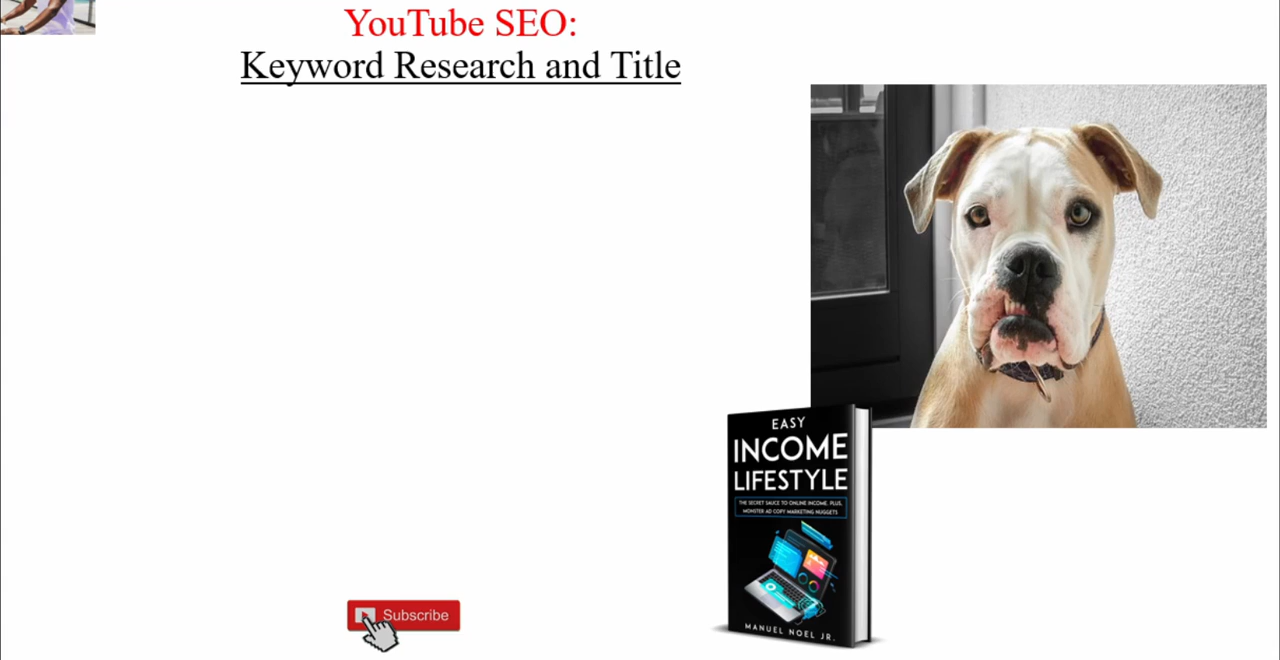 YouTube SEO:
Keyword Research and Title
EASY
INCOME
LIFESTYLE
THE SECRET SAUCE TO ONLINE INCOME. PLUS,
MONSTER AD COPY MARKETING NUGGETS
MANUEL NOEL JR.
Subscribe